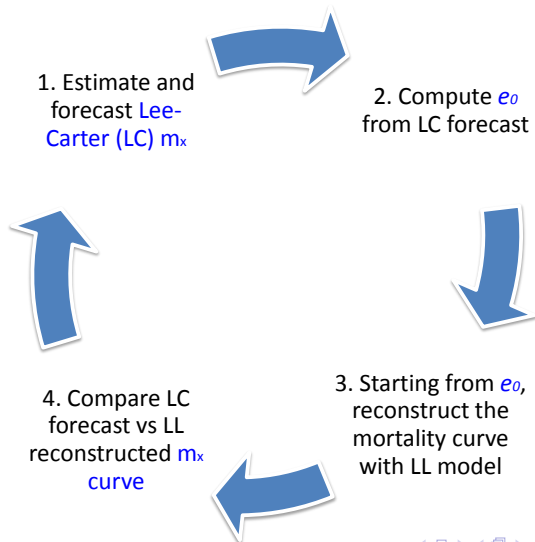 1. Estimate and
forecast Lee-
Carter (LC) mx
2. Compute e0
from LC forecast
3. Starting from e0,
reconstruct the
mortality curve
with LL model
4. Compare LC
forecast vs LL
reconstructed mx
curve